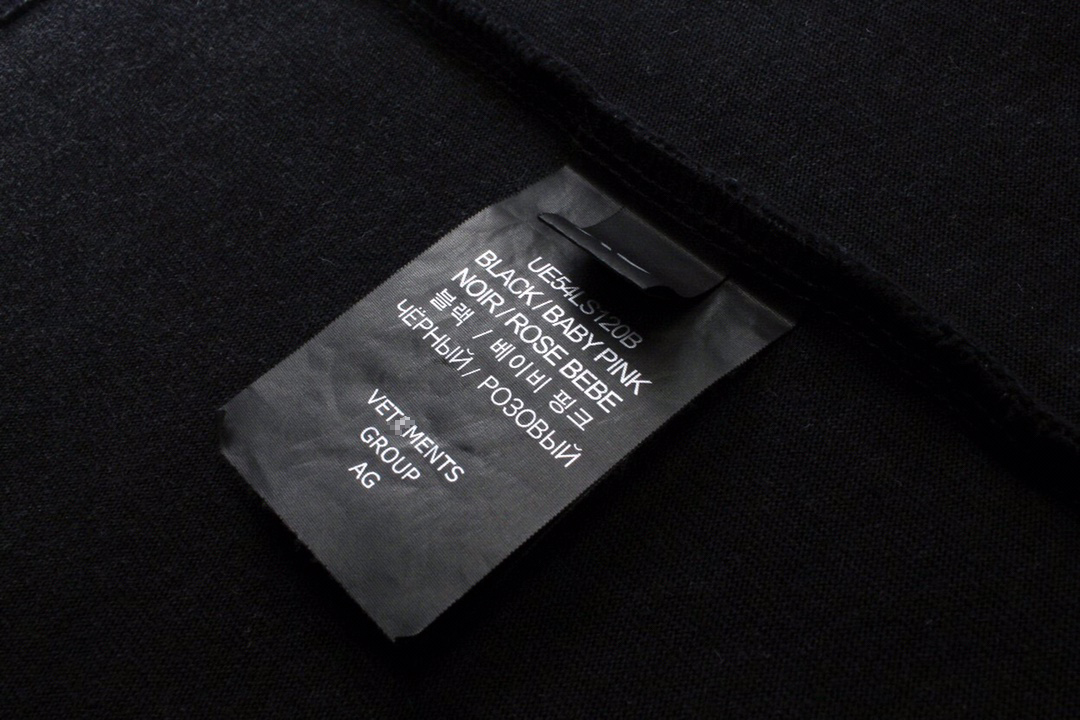 UE54LS120B
BLACK / BABY PINK
NOIR / ROSE BEBE
블랙 / 베이비 핑크
ЧЁРНЫЙ / РОЗОВЫЙ
VETEMENTS
GROUP
AG